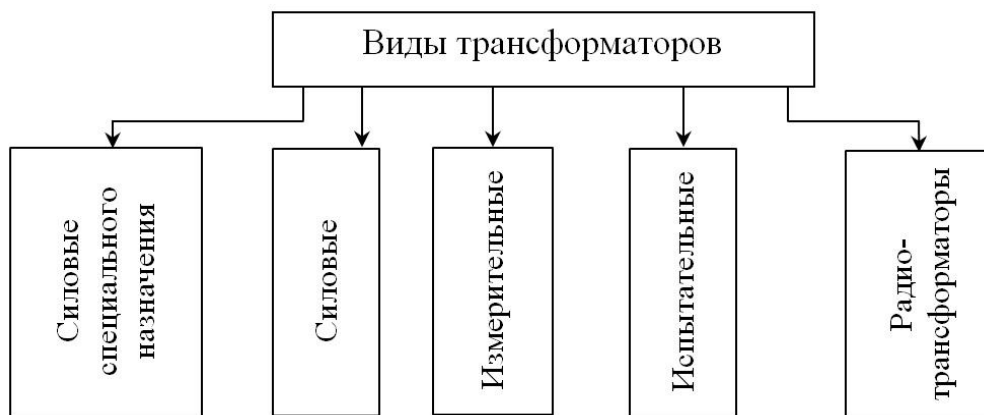 Виды трансформаторов
Силовые
специального
назначения
Силовые
Измерительные
Испытательные
Радио-
трансформаторы